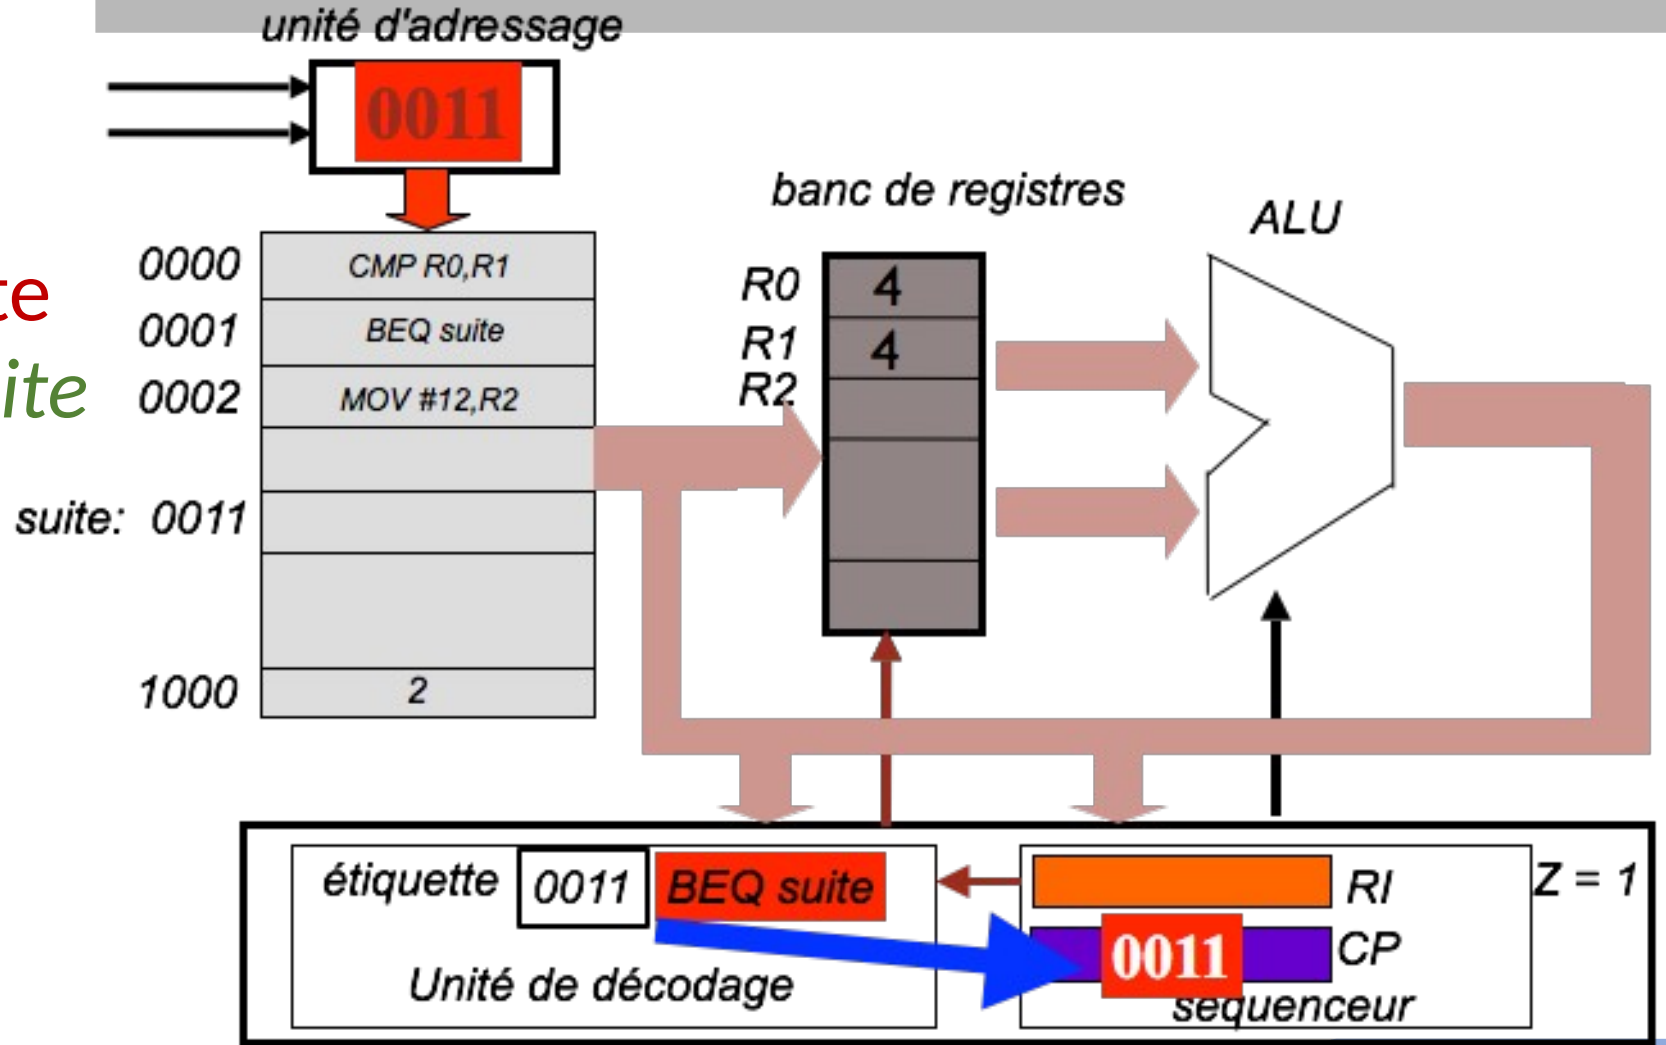 unité d'adressage
0011
banc de registres
ALU
0000 CMP R0,R1
R0 4
te
0001 BEQ suite
R1 4
ite
0002 MOV #12,R2
R2
suite: 0011
1000 2
étiquette 0011 BEQ suite
RI
Z = 1
0011 CP
Unité de décodage
séquenceur